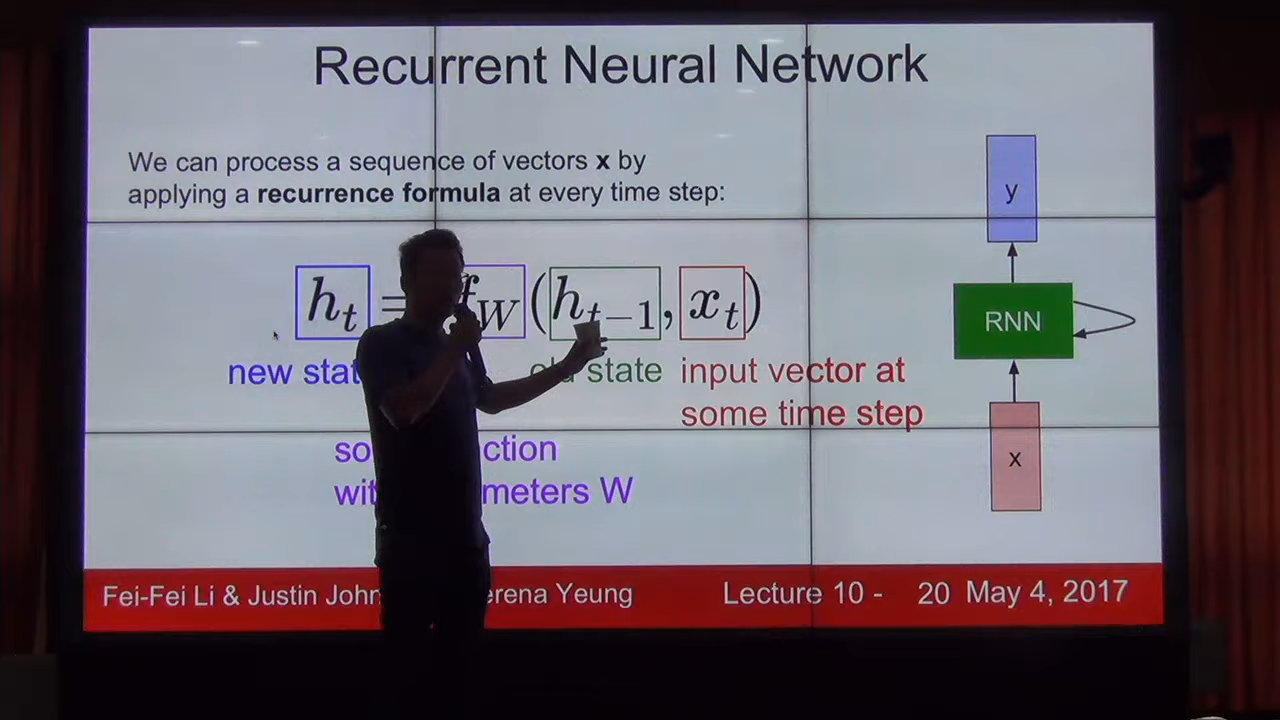 Recurrent Neural Network
We can process a sequence of vectors x by
applying a recurrence formula at every time step:
y
h_t = f_W(h_{t-1}, x_t)
RNN
new stat old state input vector at
some time step
so ction
x
wit meters W
Fei-Fei Li & Justin John erena Yeung Lecture 10 - 20 May 4, 2017